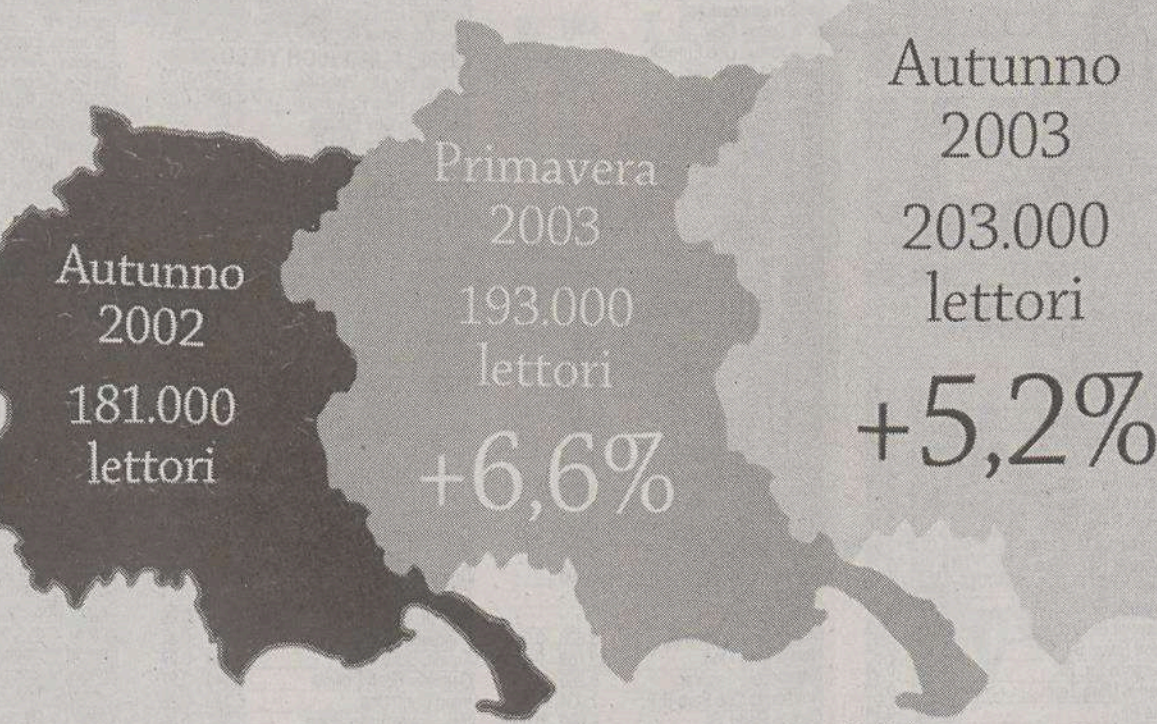 Autunno
2002
181.000
lettori
Primavera
2003
193.000
lettori
+6,6%
Autunno
2003
203.000
lettori
+5,2%